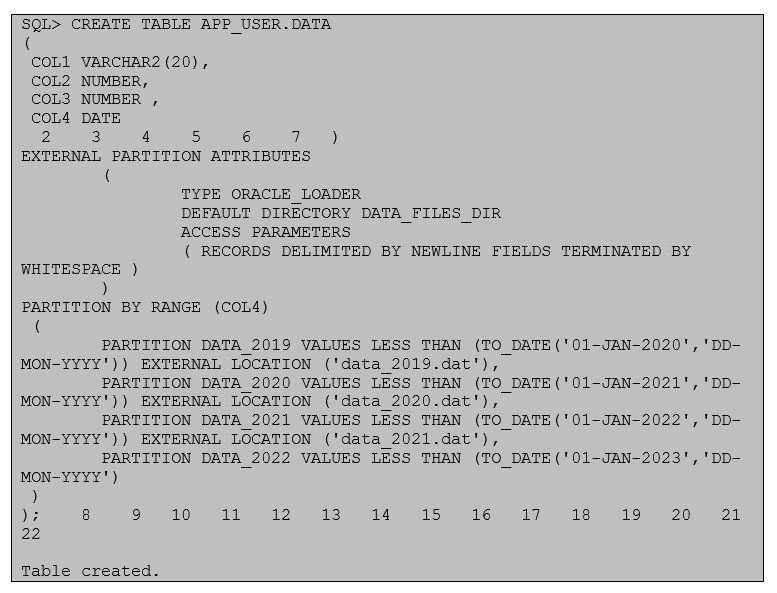 SQL> CREATE TABLE APP_USER.DATA
(
COL1 VARCHAR2(20),
COL2 NUMBER,
COL3 NUMBER ,
COL4 DATE
2 3 4 5 6 7 )
EXTERNAL PARTITION ATTRIBUTES
(
TYPE ORACLE_LOADER
DEFAULT DIRECTORY DATA_FILES_DIR
ACCESS PARAMETERS
( RECORDS DELIMITED BY NEWLINE FIELDS TERMINATED BY
WHITESPACE )
)
PARTITION BY RANGE (COL4)
(
PARTITION DATA_2019 VALUES LESS THAN (TO_DATE('01-JAN-2020','DD-
MON-YYYY')) EXTERNAL LOCATION ('data_2019.dat'),
PARTITION DATA_2020 VALUES LESS THAN (TO_DATE('01-JAN-2021','DD-
MON-YYYY')) EXTERNAL LOCATION ('data_2020.dat'),
PARTITION DATA_2021 VALUES LESS THAN (TO_DATE('01-JAN-2022','DD-
MON-YYYY')) EXTERNAL LOCATION ('data_2021.dat'),
PARTITION DATA_2022 VALUES LESS THAN (TO_DATE('01-JAN-2023','DD-
MON-YYYY')
)
); 8 9 10 11 12 13 14 15 16 17 18 19 20 21
22
Table created.